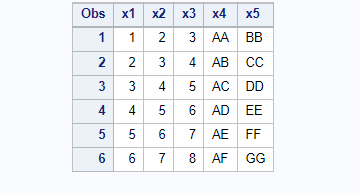 Obs x1 x2 x3 x4 x5
1 1 2 3 AA BB
2 2 3 4 AB CC
3 3 4 5 AC DD
4 4 5 6 AD EE
5 5 6 7 AE FF
6 6 7 8 AF GG